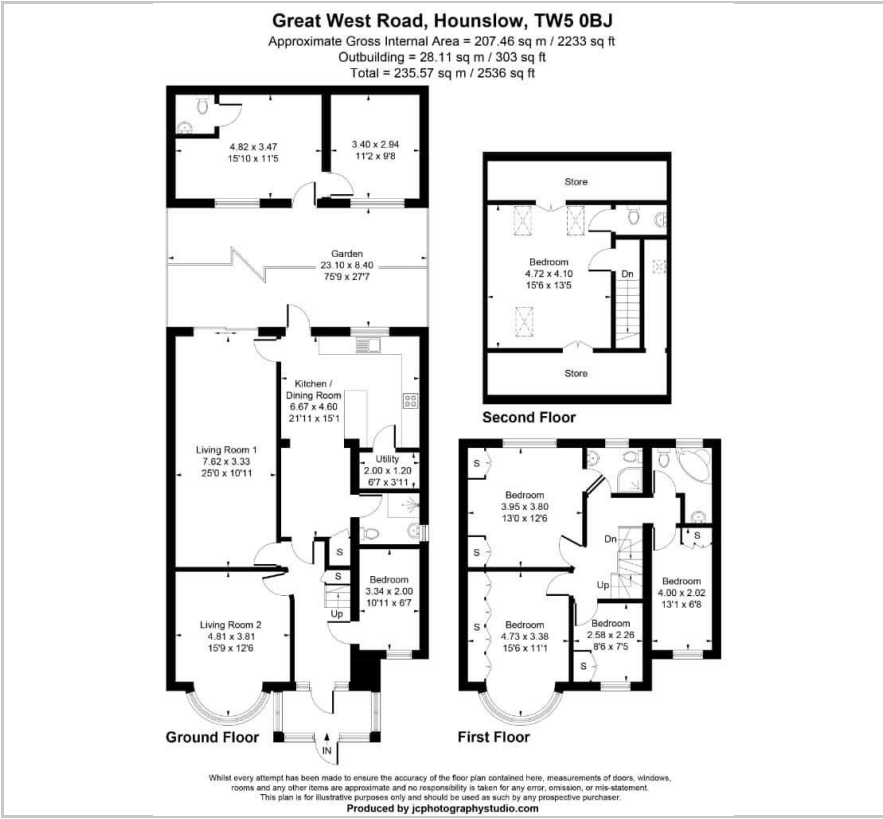 Great West Road, Hounslow, TW5 0BJ
Approximate Gross Internal Area = 207.46 sq m / 2233 sq ft
Outbuilding = 28.11 sq m / 303 sq ft
Total = 235.57 sq m / 2536 sq ft
4.82 x 3.47
15'10 x 11'5
3.40 x 2.94
11'2 x 9'8
Garden
23.10 x 8.40
75'9 x 27'7
Kitchen /
Dining Room
6.67 x 4.60
21'11 x 15'1
Living Room 1
7.62 x 3.33
25'0 x 10'11
Utility
2.00 x 1.20
6'7 x 3'11
S
S
Up
Bedroom
3.34 x 2.00
10'11 x 6'7
Living Room 2
4.81 x 3.81
15'9 x 12'6
IN
Ground Floor
Store
Bedroom
4.72 x 4.10
15'6 x 13'5
Dn
Store
Second Floor
S
Bedroom
3.95 x 3.80
13'0 x 12'6
S
Dn
Up
S
Bedroom
4.00 x 2.02
13'1 x 6'8
S
Bedroom
4.73 x 3.38
15'6 x 11'1
Bedroom
2.58 x 2.26
8'6 x 7'5
S
First Floor
Whilst every attempt has been made to ensure the accuracy of the floor plan contained here, measurements of doors, windows,
rooms and any other items are approximate and no responsibility is taken for any error, omission, or mis-statement.
This plan is for illustrative purposes only and should be used as such by any prospective purchaser.
Produced by jcphotographystudio.com